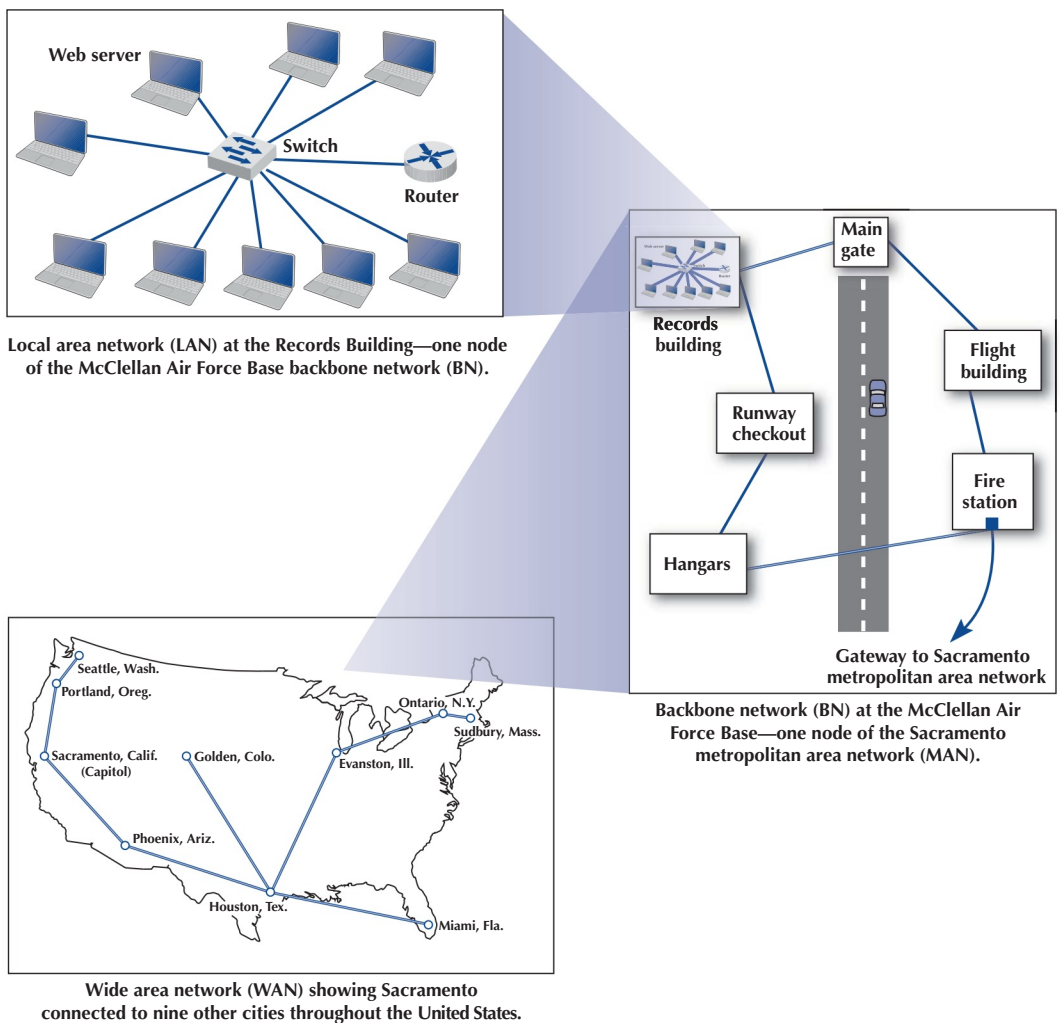 Web server
Switch
Router
Local area network (LAN) at the Records Building—one node
of the McClellan Air Force Base backbone network (BN).
Main
gate
Web server
Switch
Router
Records
building
Flight
building
Runway
checkout
Fire
station
Hangars
Gateway to Sacramento
metropolitan area network
Backbone network (BN) at the McClellan Air
Force Base—one node of the Sacramento
metropolitan area network (MAN).
Seattle, Wash.
Portland, Oreg.
Ontario, N.Y.
Sudbury, Mass.
Sacramento, Calif.
(Capitol)
Golden, Colo.
Evanston, Ill.
Phoenix, Ariz.
Houston, Tex.
Miami, Fla.
Wide area network (WAN) showing Sacramento
connected to nine other cities throughout the United States.